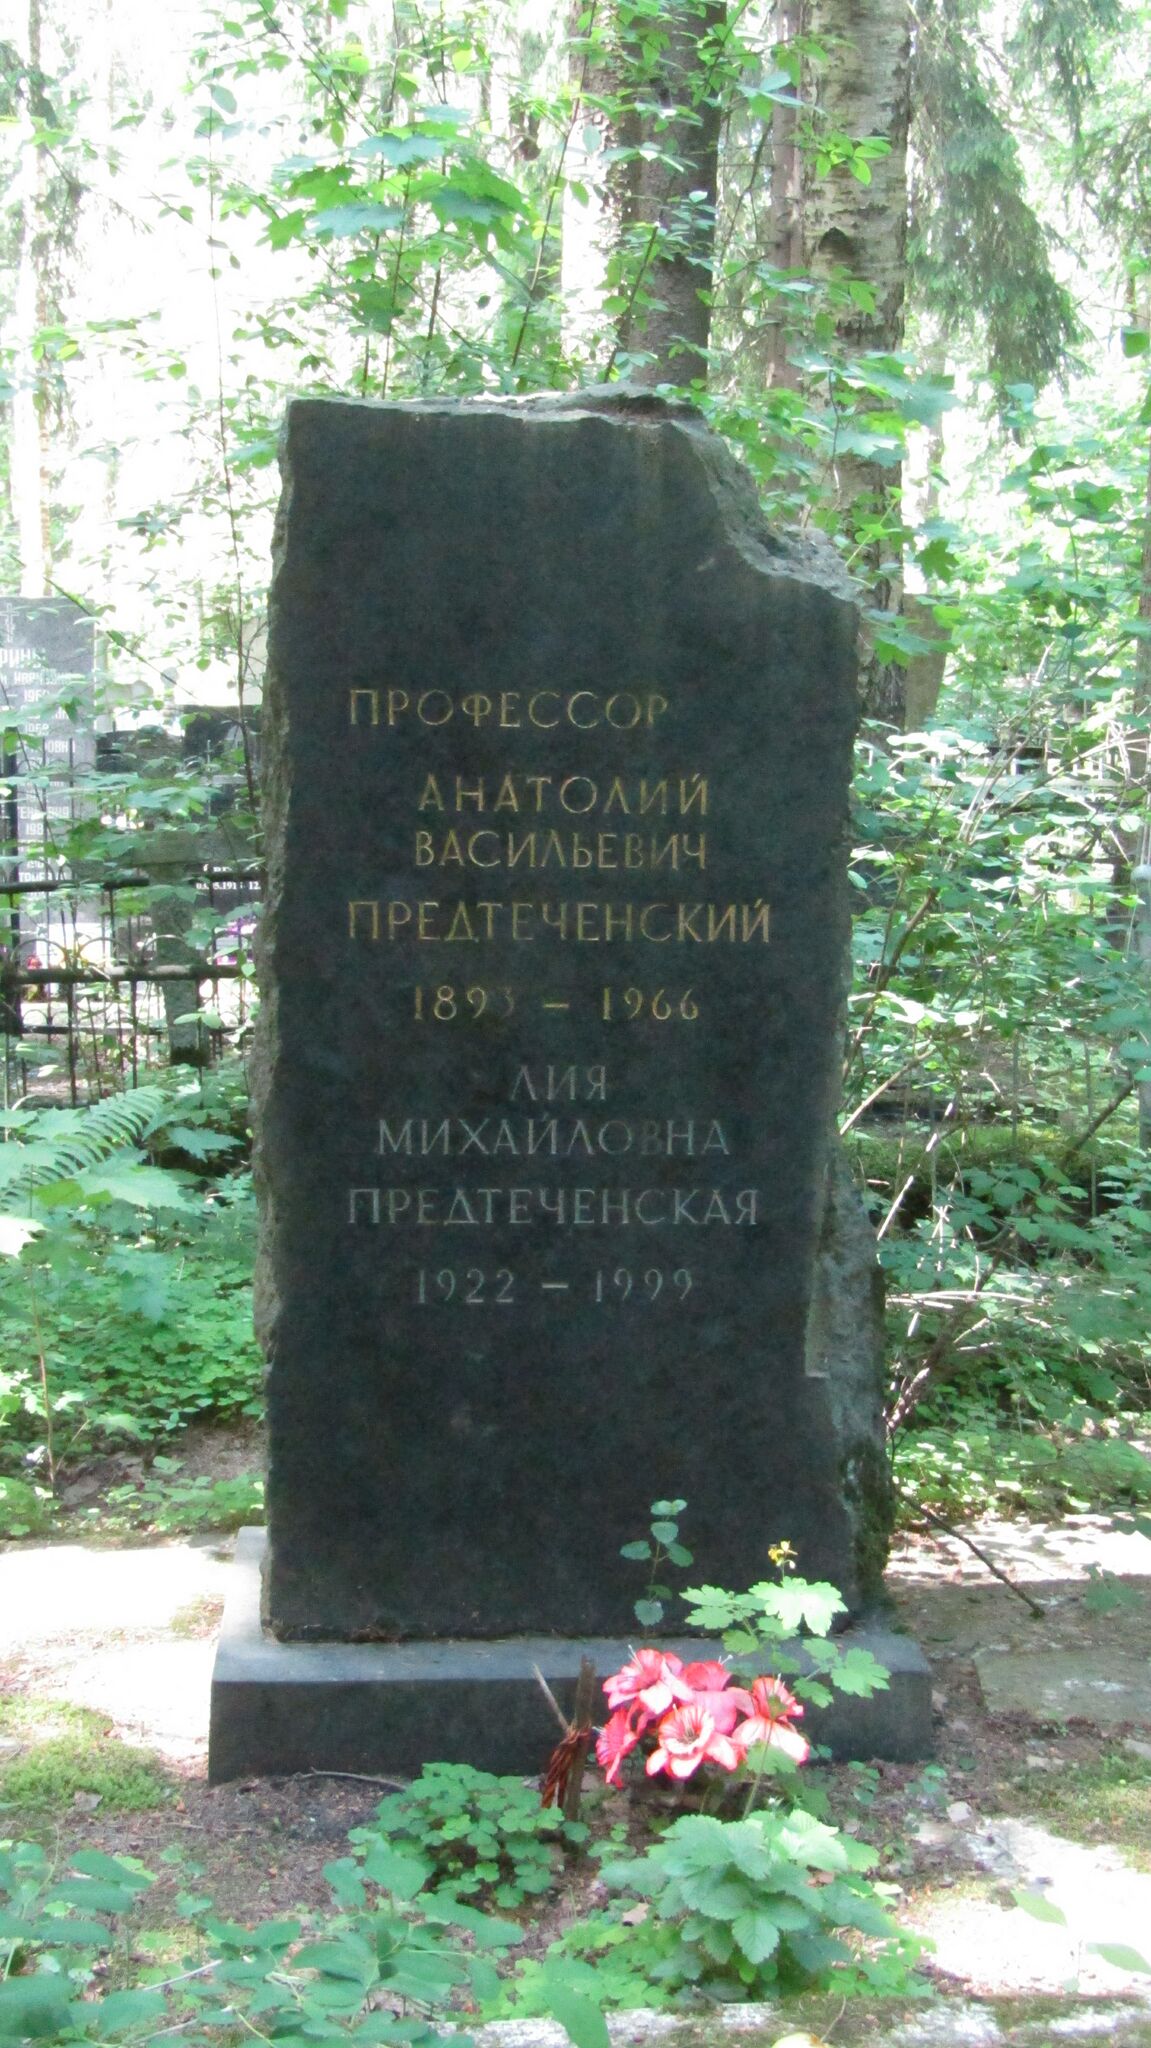 ПРОФЕССОР
АНАТОЛИЙ
ВАСИЛЬЕВИЧ
ПРЕДТЕЧЕНСКИЙ
1893 – 1966
ЛИЯ
МИХАЙЛОВНА
ПРЕДТЕЧЕНСКАЯ
1922 – 1999